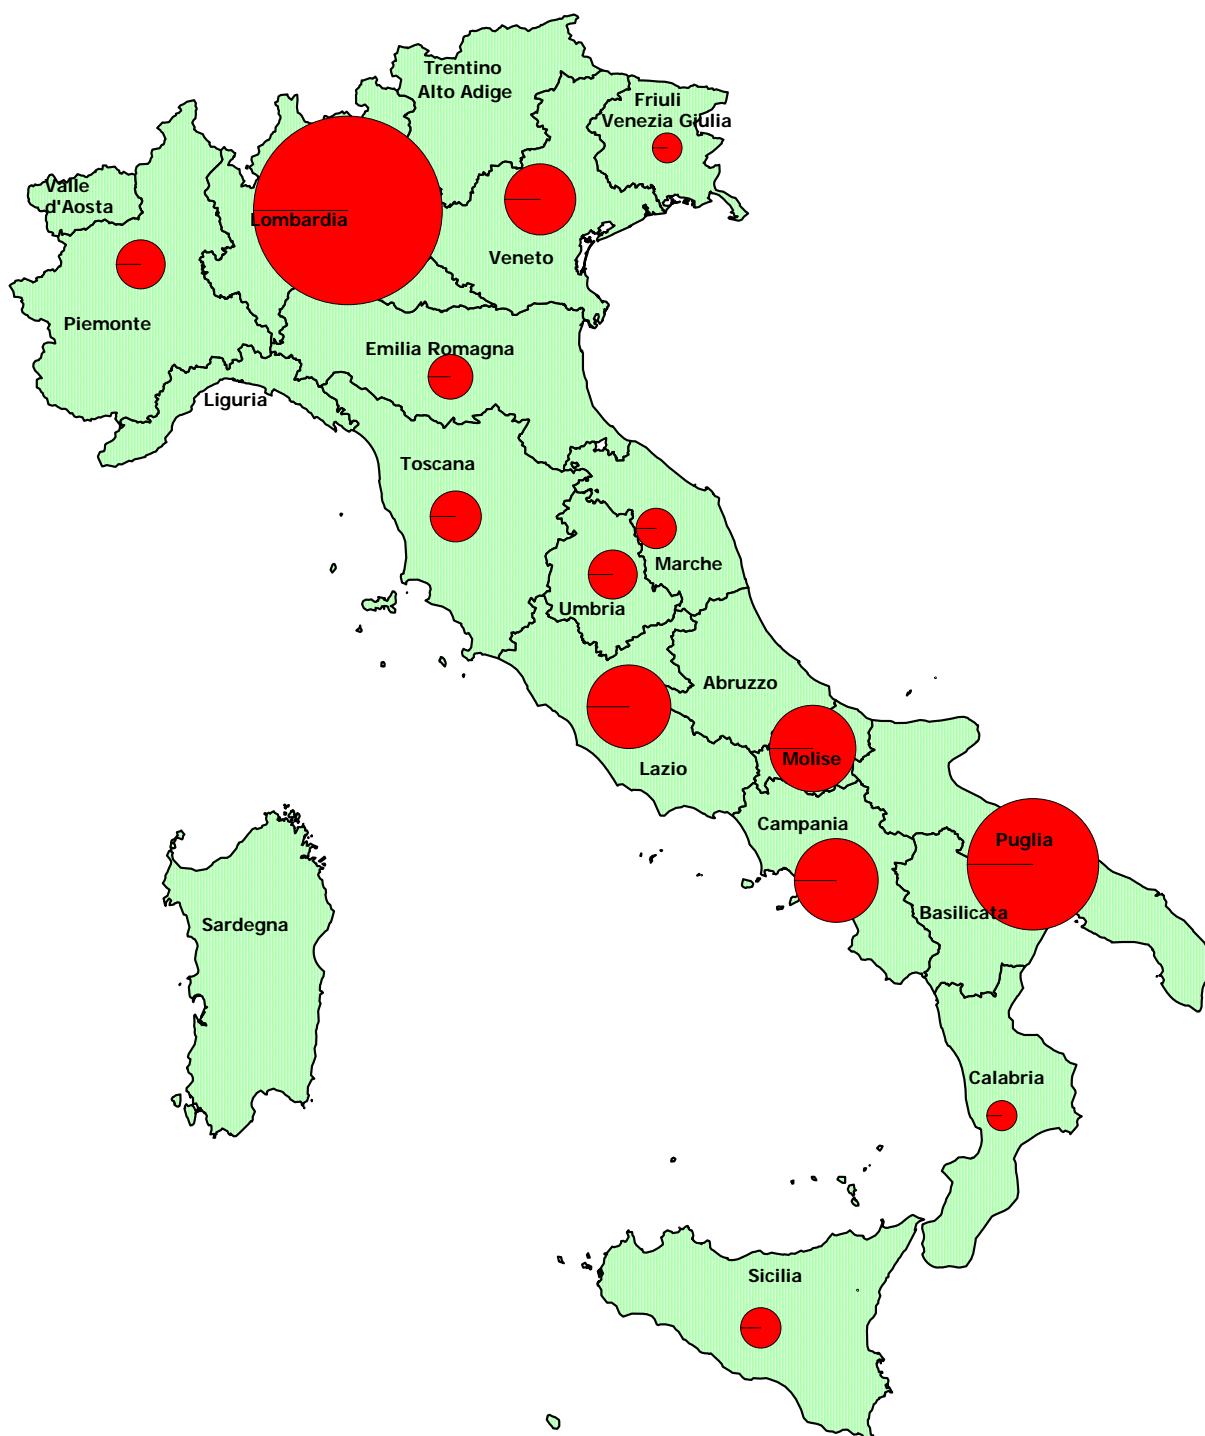 Trentino
Alto Adige
Friuli
Venezia Giulia
Valle
d'Aosta
Lombardia
Veneto
Piemonte
Emilia Romagna
Liguria
Toscana
Marche
Umbria
Abruzzo
Molise
Lazio
Campania
Puglia
Basilicata
Sardegna
Calabria
Sicilia